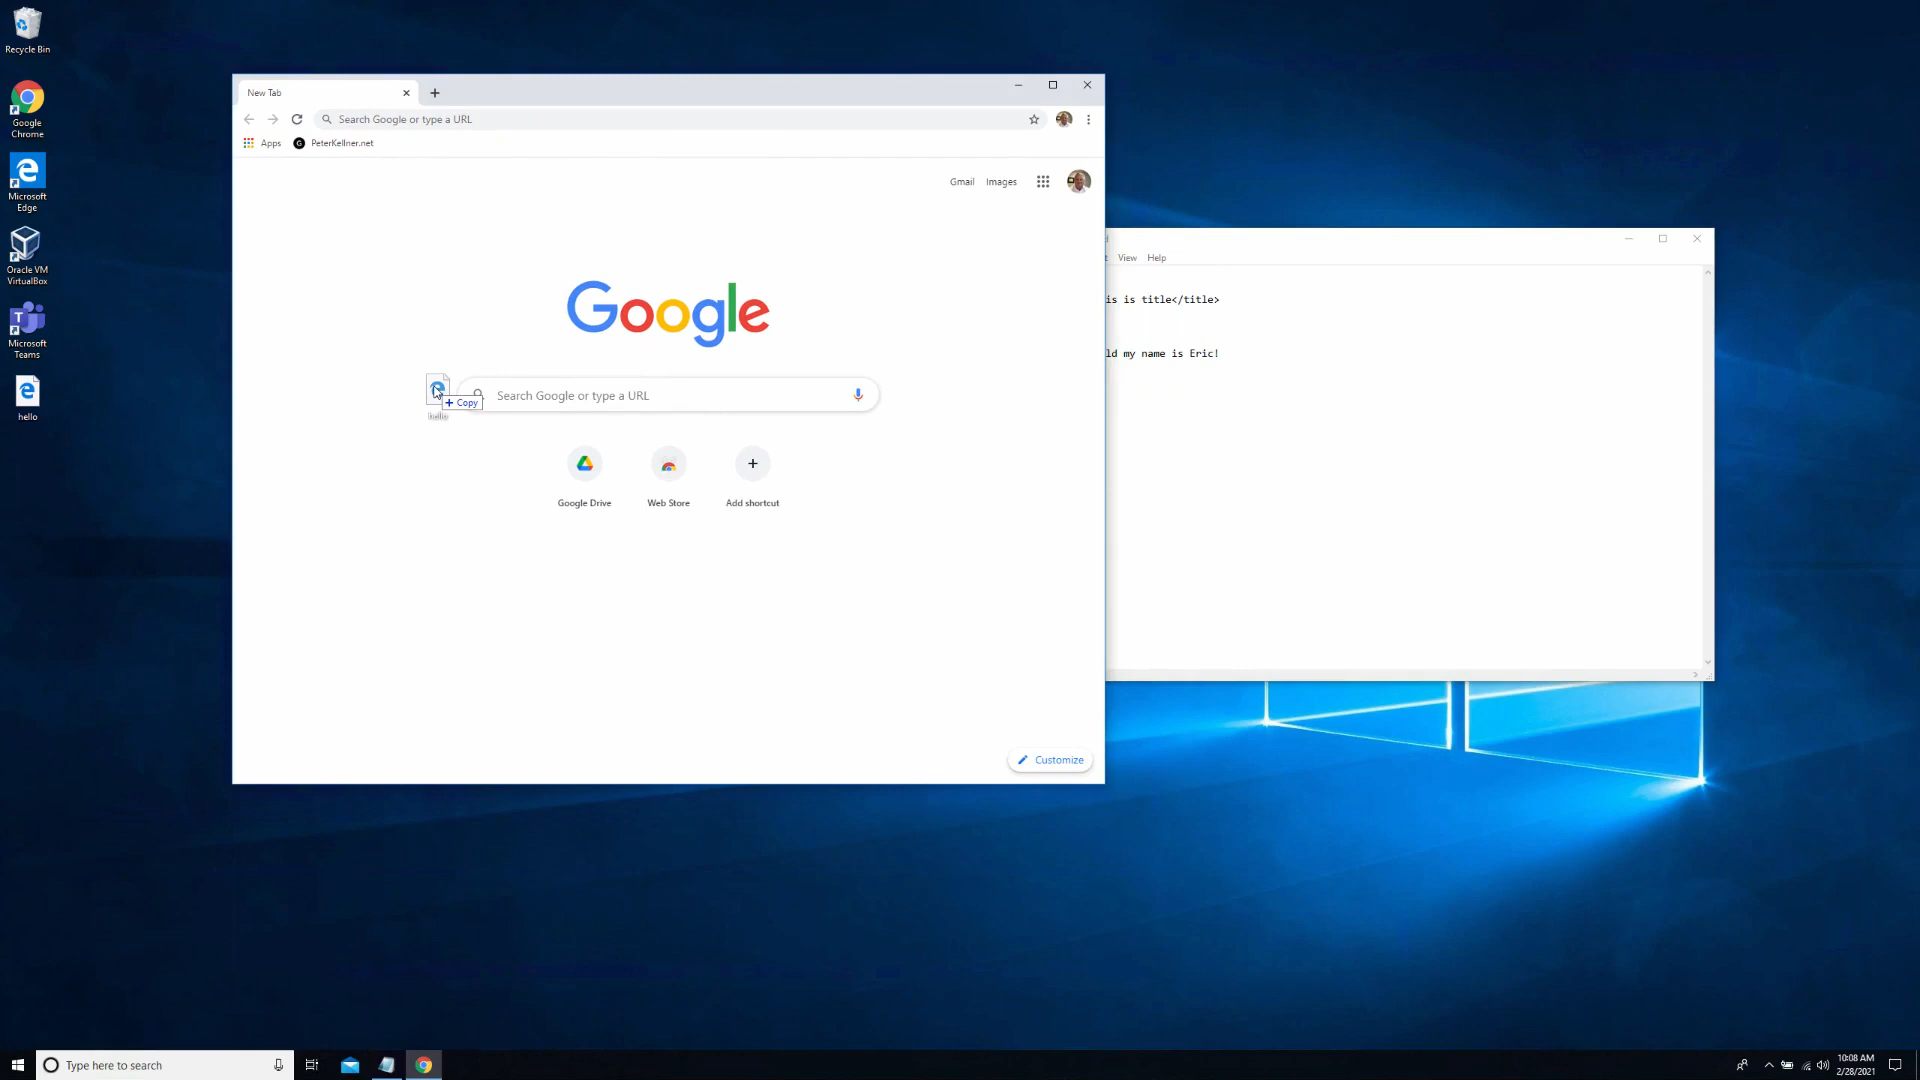 Recycle Bin
Google
Chrome
Microsoft
Edge
Oracle VM
VirtualBox
Microsoft
Teams
hello
New Tab
Search Google or type a URL
Apps
PeterKellner.net
Gmail
Images
Google
Search Google or type a URL
+ Copy
hello
Google Drive
Web Store
Add shortcut
Customize
View
Help
is is title</title>
ld my name is Eric!
Type here to search
10:08 AM
2/28/2021